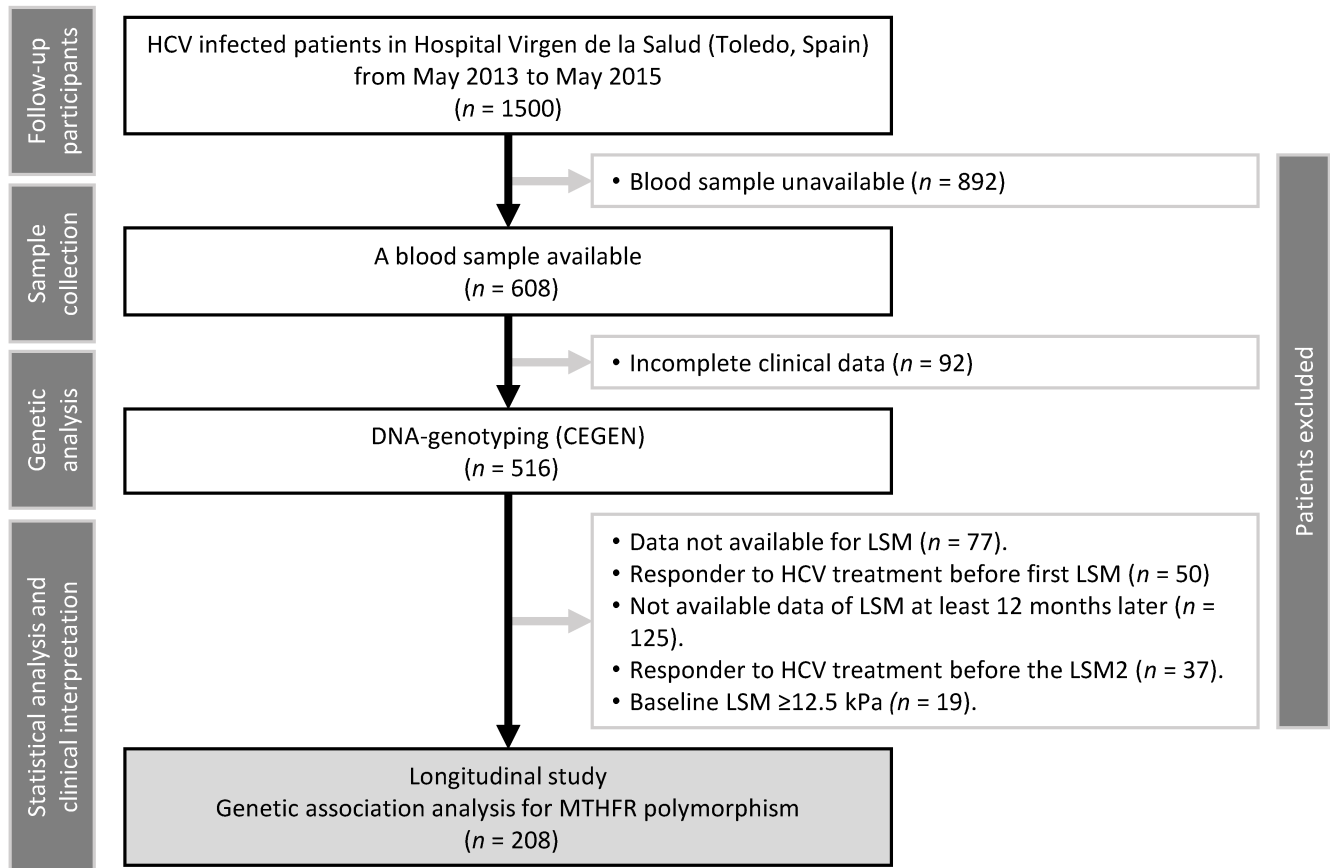 Follow-up
participants
HCV infected patients in Hospital Virgen de la Salud (Toledo, Spain)
from May 2013 to May 2015
(n = 1500)
• Blood sample unavailable (n = 892)
Sample
collection
A blood sample available
(n = 608)
• Incomplete clinical data (n = 92)
Genetic
analysis
DNA-genotyping (CEGEN)
(n = 516)
Patients excluded
• Data not available for LSM (n = 77).
• Responder to HCV treatment before first LSM (n = 50)
• Not available data of LSM at least 12 months later (n =
125).
• Responder to HCV treatment before the LSM2 (n = 37).
• Baseline LSM ≥12.5 kPa (n = 19).
Statistical analysis and
clinical interpretation
Longitudinal study
Genetic association analysis for MTHFR polymorphism
(n = 208)